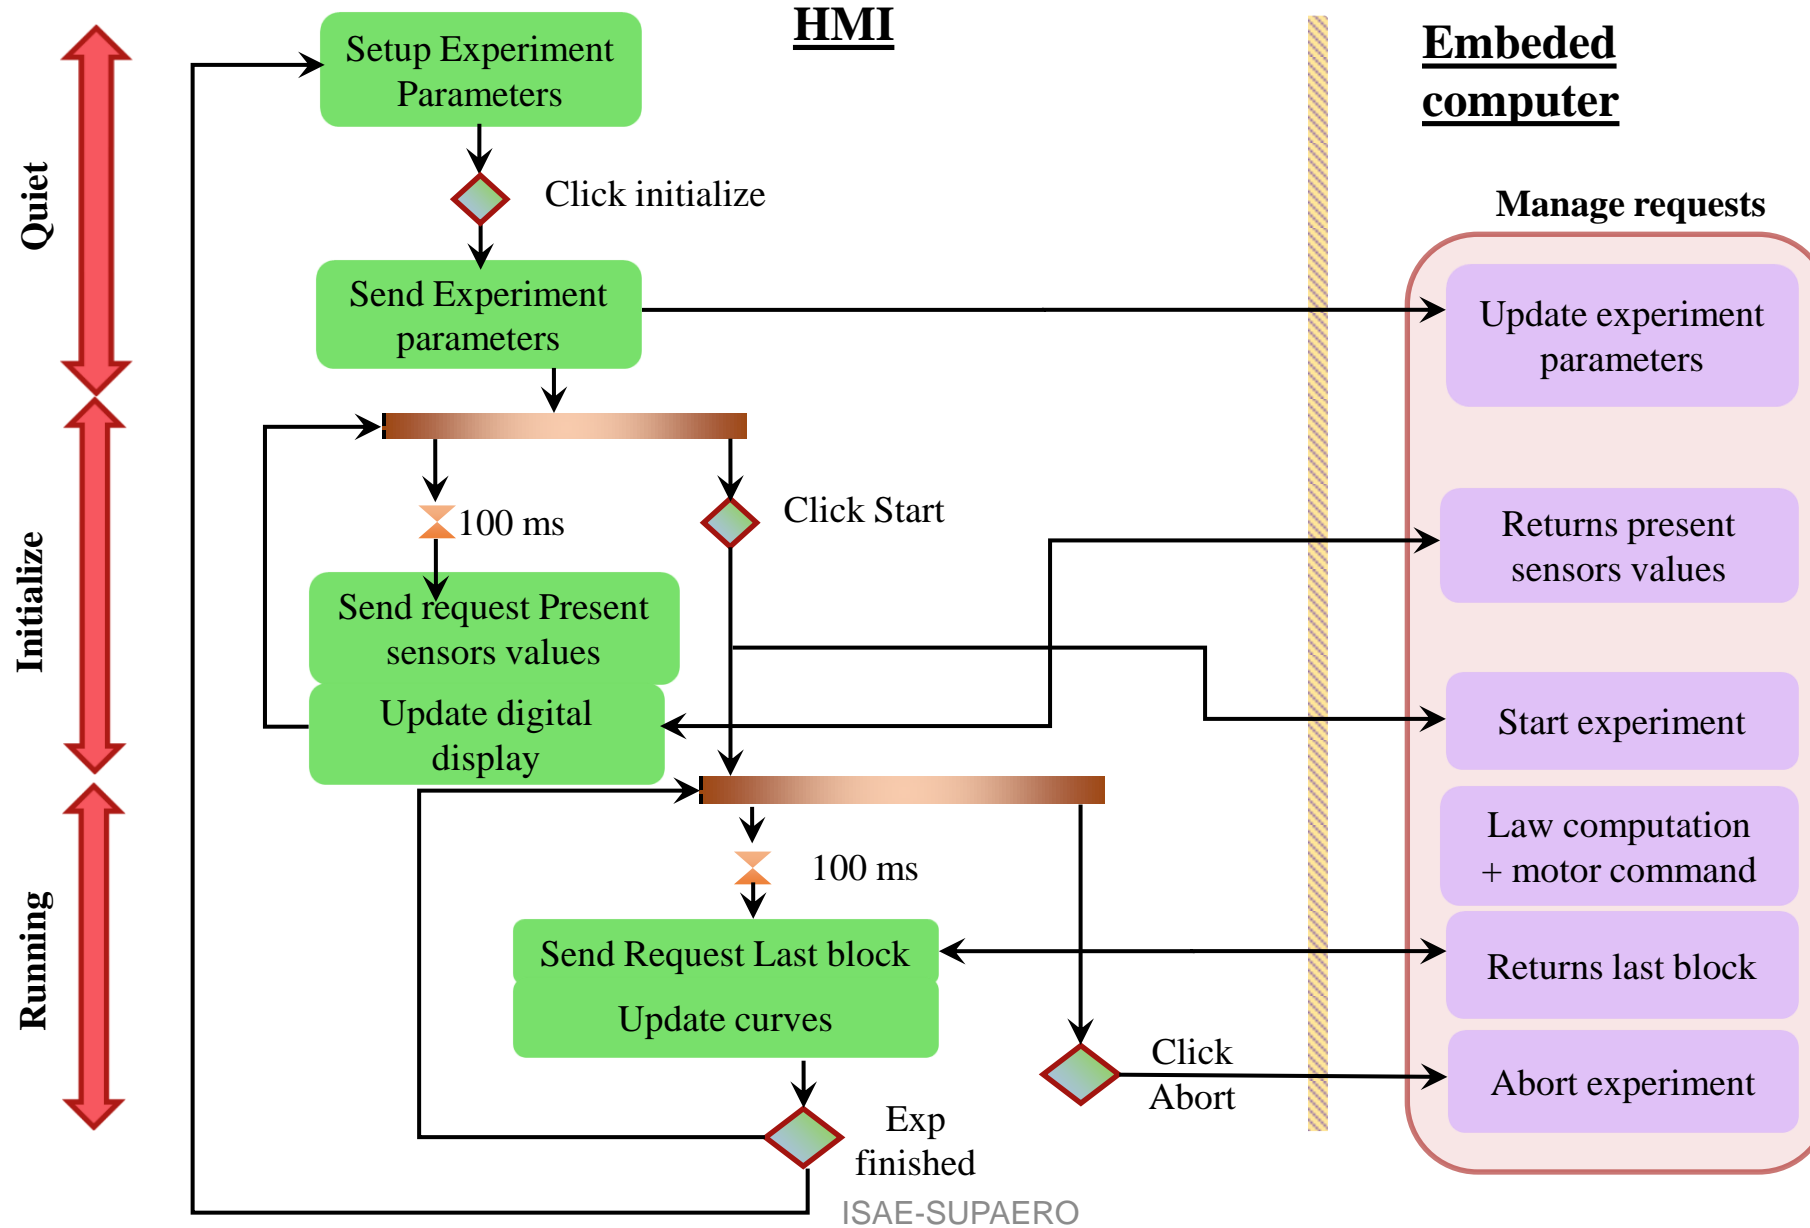 HMI
Embeded
computer
Quiet
Setup Experiment
Parameters
Click initialize
Manage requests
Send Experiment
parameters
Update experiment
parameters
Initialize
100 ms
Click Start
Returns present
sensors values
Send request Present
sensors values
Update digital
display
Start experiment
Running
Law computation
+ motor command
100 ms
Send Request Last block
Returns last block
Update curves
Click
Abort
Abort experiment
Exp
finished
ISAE-SUPAERO